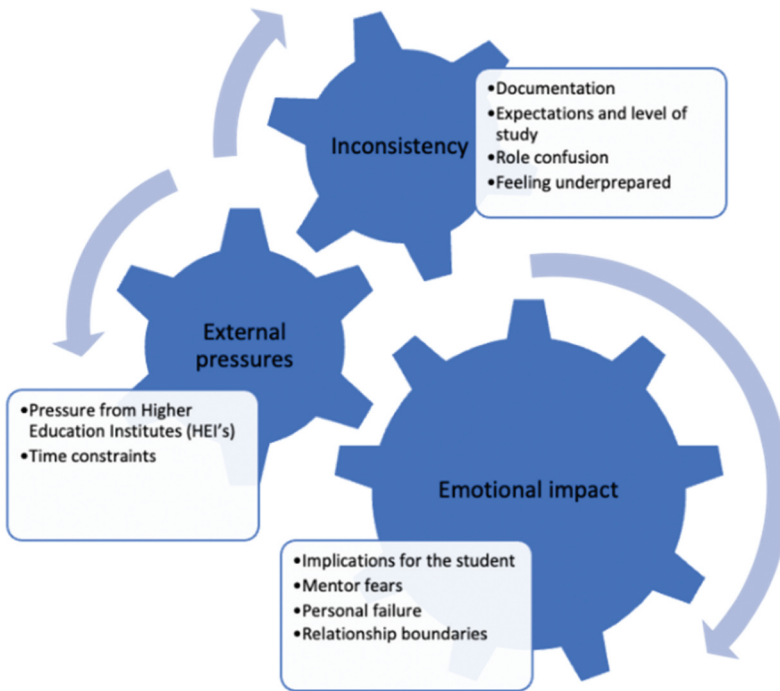 Inconsistency
•Documentation
•Expectations and level of
study
•Role confusion
•Feeling underprepared
External
pressures
•Pressure from Higher
Education Institutes (HEI's)
•Time constraints
Emotional impact
•Implications for the student
•Mentor fears
•Personal failure
•Relationship boundaries